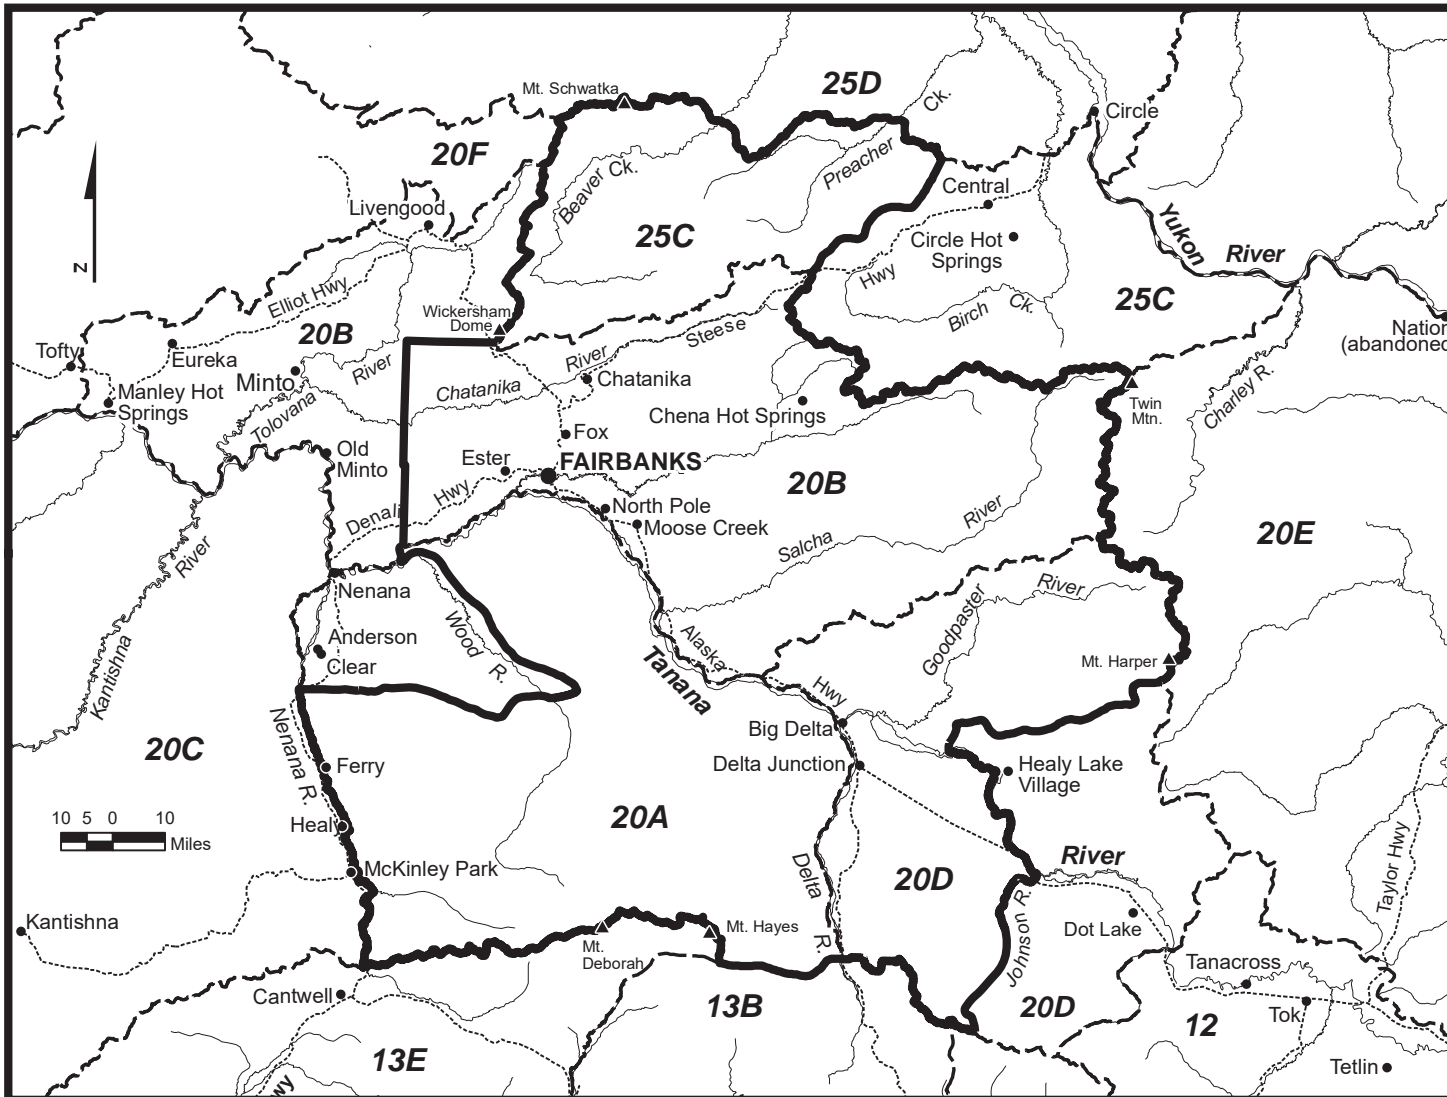 25D
Mt. Schwatka
Ck.
Circle
20F
Preacher
Beaver Ck.
Central
Livengood
25C
Yukon
River
Circle Hot
Springs
N
Hwy
Elliot Hwy
25C
Wickersham
Dome
Birch Ck.
20B
Steese
Nation
(abandoned
Tofty
Eureka
River
River
Minto
Chatanika
Chatanika
Manley Hot
Springs
Chena Hot Springs
Twin
Mtn.
Charley R.
Tolovana
Fox
Old
Minto
Ester
FAIRBANKS
20B
Hwy
Denali
North Pole
River
Moose Creek
20E
Salcha
River
Nenana
River
Goodpaster
Wood R.
Anderson
Alaska
Clear
Mt. Harper
Kantishna
Tanana
Hwy
Nenana R.
Big Delta
20C
Ferry
Delta Junction
Healy Lake
Village
10 5 0 10
Miles
20A
Healy
River
Taylor Hwy
McKinley Park
Delta R.
20D
Kantishna
Johnson R.
Dot Lake
Mt. Hayes
Mt.
Deborah
Tanacross
Cantwell
13B
20D
12
Tok
13E
Tetlin
wy